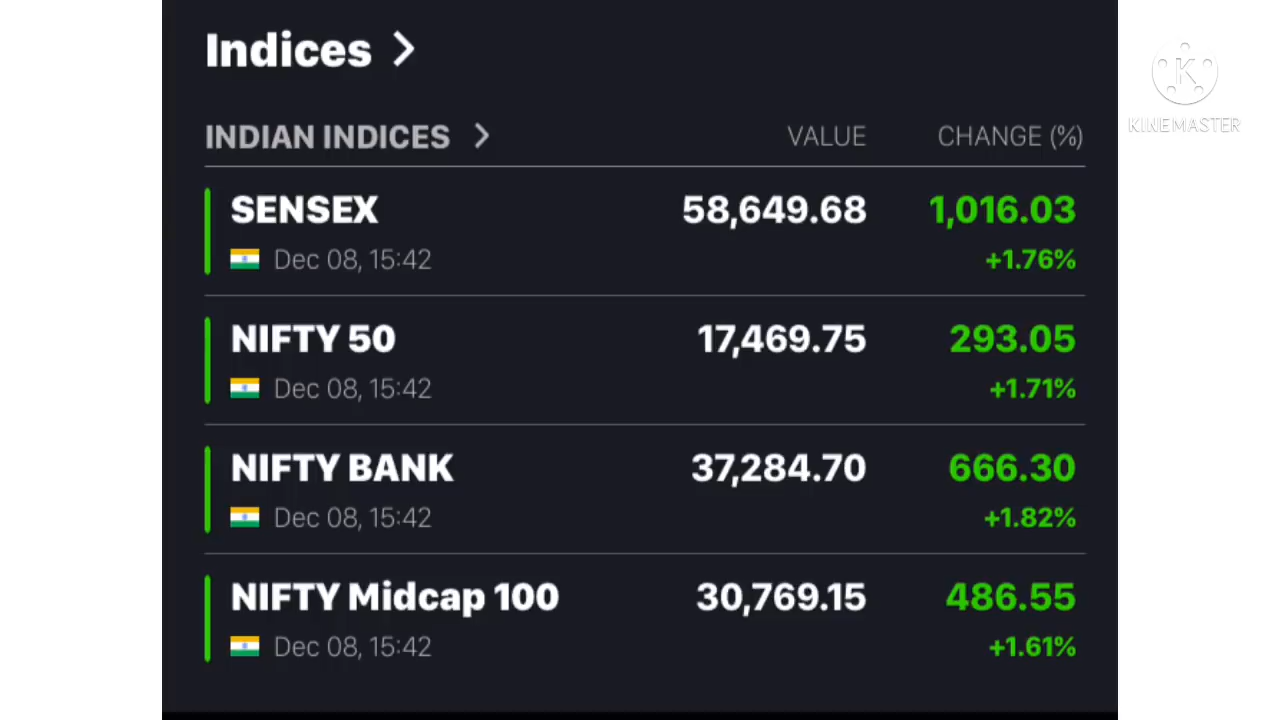 Indices >
INDIAN INDICES > VALUE CHANGE (%)
SENSEX 58,649.68 1,016.03
Dec 08, 15:42 +1.76%
NIFTY 50 17,469.75 293.05
Dec 08, 15:42 +1.71%
NIFTY BANK 37,284.70 666.30
Dec 08, 15:42 +1.82%
NIFTY Midcap 100 30,769.15 486.55
Dec 08, 15:42 +1.61%
K
KINEMASTER